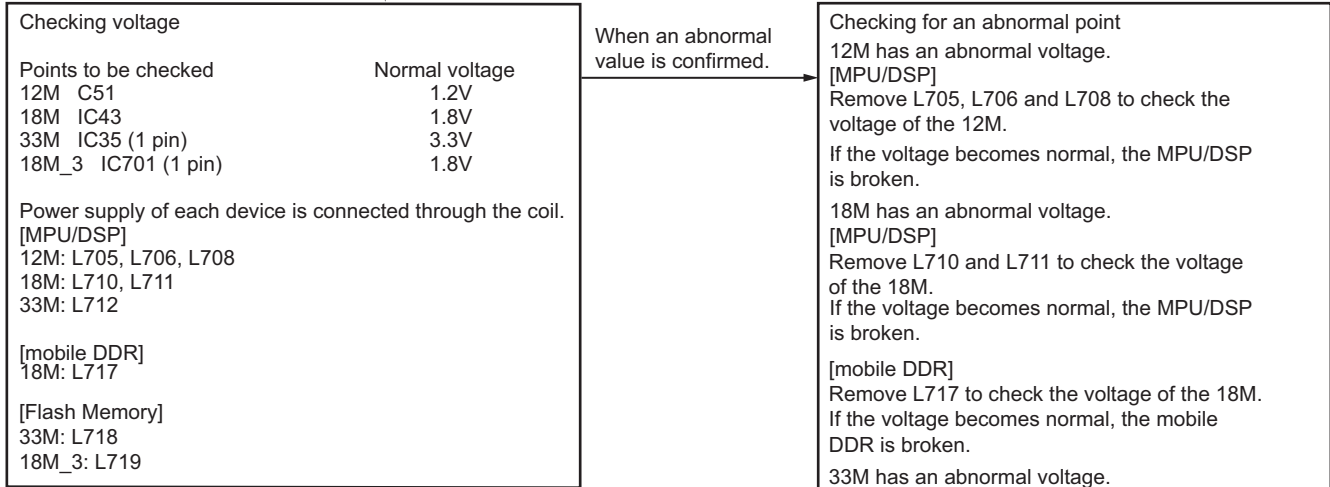 Checking voltage
Points to be checked Normal voltage
12M C51 1.2V
18M IC43 1.8V
33M IC35 (1 pin) 3.3V
18M_3 IC701 (1 pin) 1.8V
Power supply of each device is connected through the coil.
[MPU/DSP]
12M: L705, L706, L708
18M: L710, L711
33M: L712
[mobile DDR]
18M: L717
[Flash Memory]
33M: L718
18M_3: L719
When an abnormal
value is confirmed.
Checking for an abnormal point
12M has an abnormal voltage.
[MPU/DSP]
Remove L705, L706 and L708 to check the
voltage of the 12M.
If the voltage becomes normal, the MPU/DSP
is broken.
18M has an abnormal voltage.
[MPU/DSP]
Remove L710 and L711 to check the voltage
of the 18M.
If the voltage becomes normal, the MPU/DSP
is broken.
[mobile DDR]
Remove L717 to check the voltage of the 18M.
If the voltage becomes normal, the mobile
DDR is broken.
33M has an abnormal voltage.